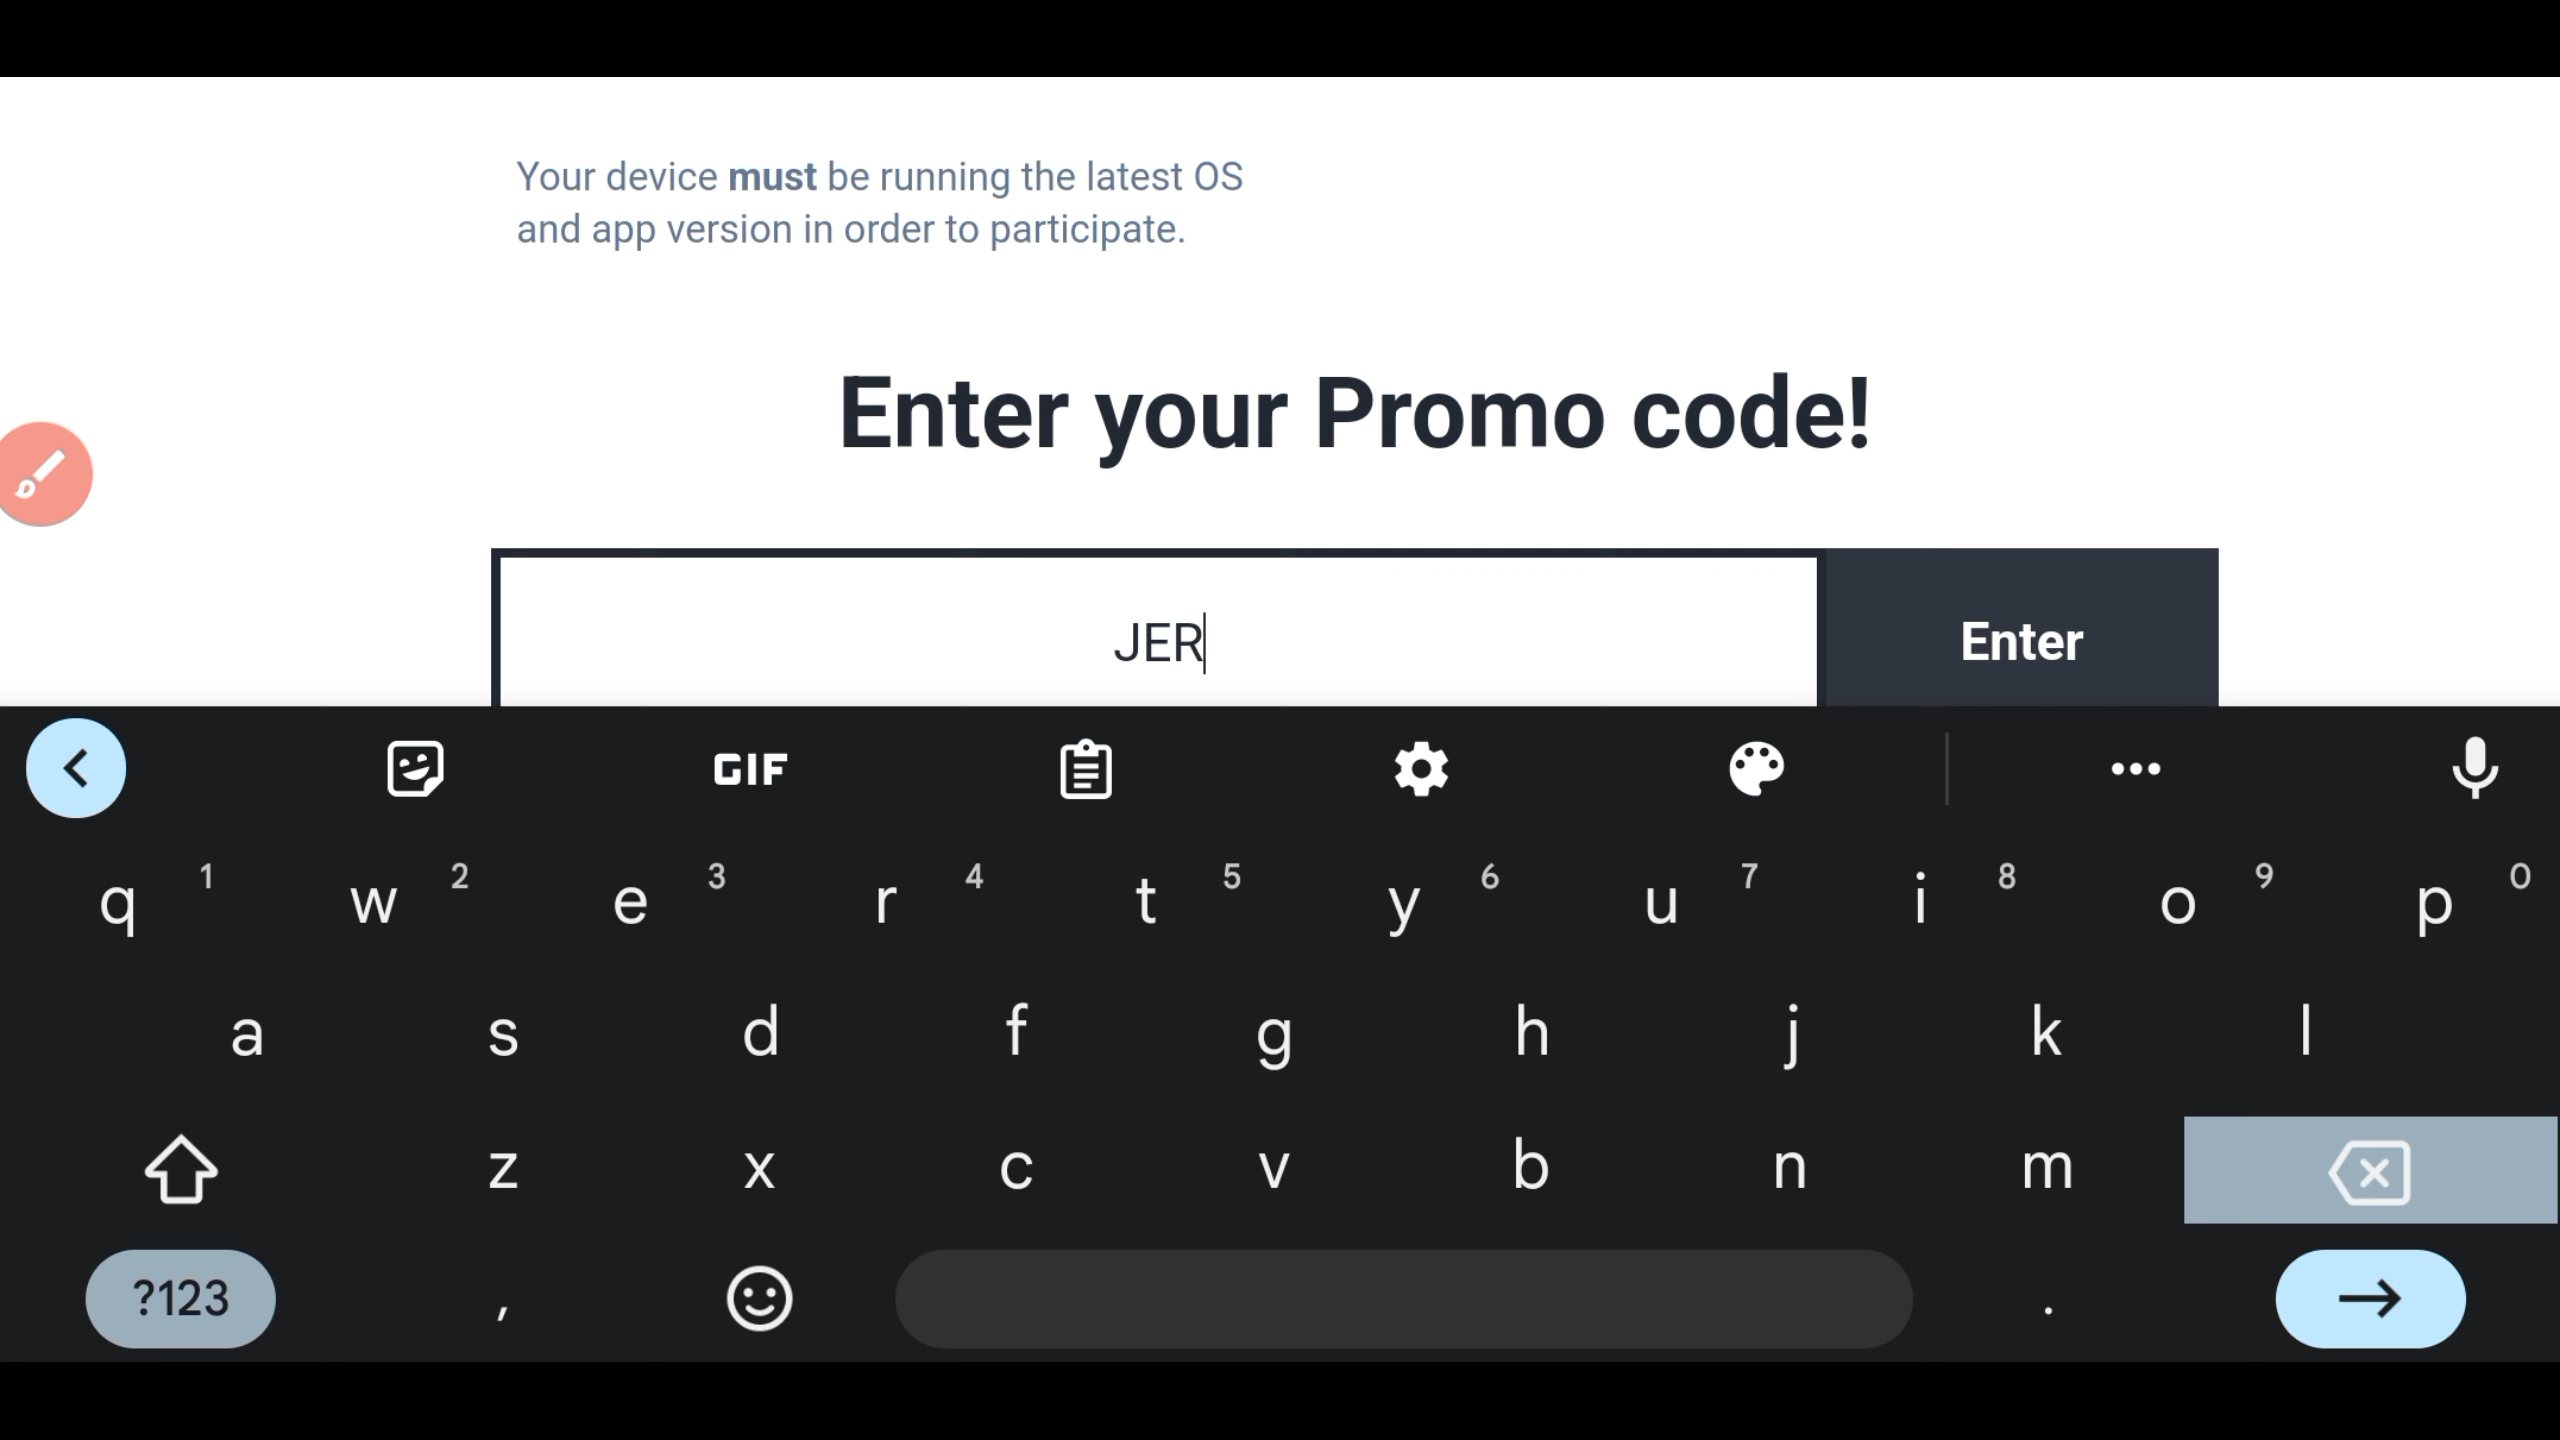 Your device must be running the latest OS
and app version in order to participate.
Enter your Promo code!
JER
Enter
GIF
q 1 w 2 e 3 r 4 t 5 y 6 u 7 i 8 o 9 p 0
a s d f g h j k l
z x c v b n m
?123 , .